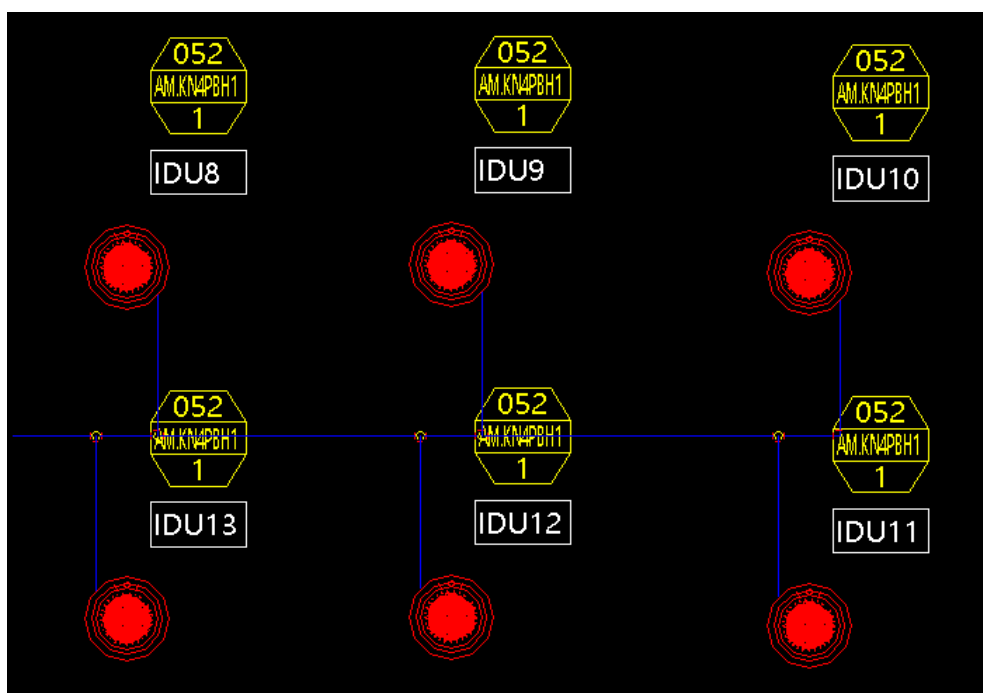 052
AM.KN4PBH1
1
IDU8
052
AM.KN4PBH1
1
IDU9
052
AM.KN4PBH1
1
IDU10
052
AM.KN4PBH1
1
IDU13
052
AM.KN4PBH1
1
IDU12
052
AM.KN4PBH1
1
IDU11